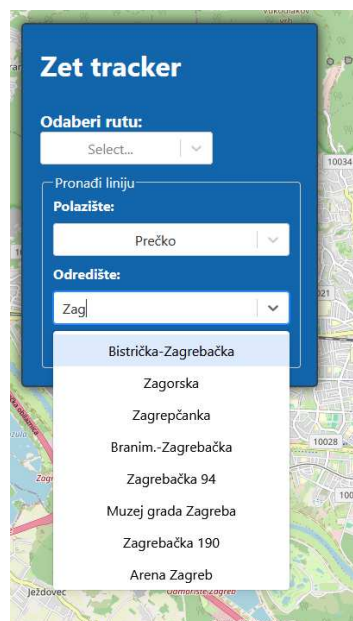 Zet tracker
Odaberi rutu:
Select...
Pronađi liniju
Polazište:
Prečko
Odredište:
Zag
Bistrička-Zagrebačka
Zagorska
Zagrepčanka
Branim.-Zagrebačka
Zagrebačka 94
Muzej grada Zagreba
Zagrebačka 190
Arena Zagreb
10034
10028
Ježdovec